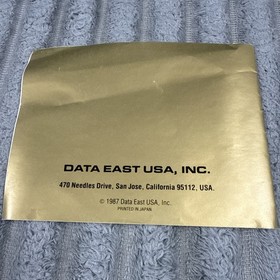 DATA EAST USA, INC.
470 Needles Drive, San Jose, California 95112, USA.
© 1987 Data East USA, Inc.
PRINTED IN JAPAN